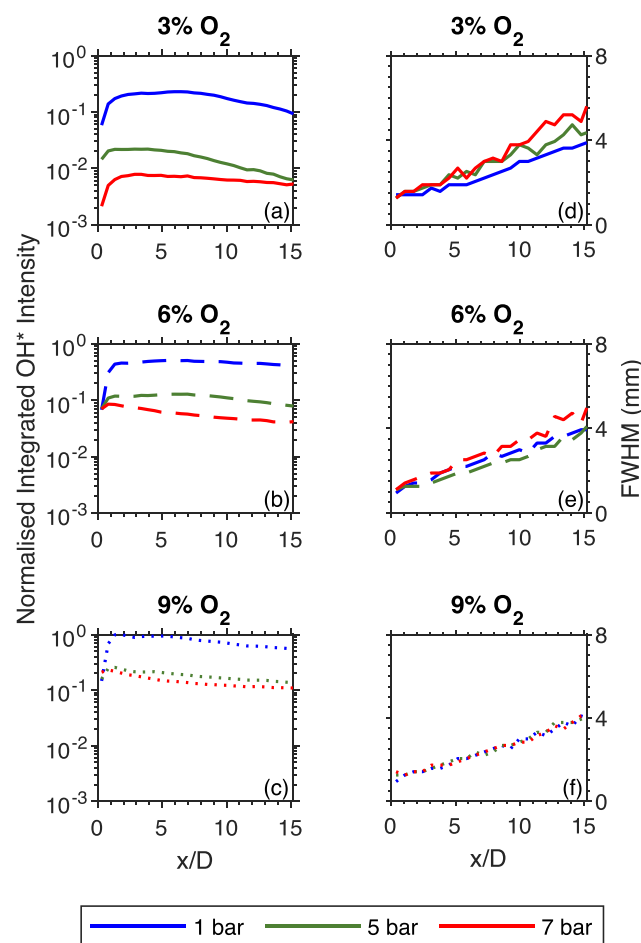 3% O2
3% O2
10^0
10^-1
10^-2
10^-3
0
5
10
15
(a)
8
4
0
0
5
10
15
(d)
6% O2
6% O2
10^0
10^-1
10^-2
10^-3
0
5
10
15
(b)
8
4
0
0
5
10
15
(e)
9% O2
9% O2
10^0
10^-1
10^-2
10^-3
0
5
10
15
(c)
8
4
0
0
5
10
15
(f)
Normalised Integrated OH* Intensity
FWHM (mm)
x/D
x/D
1 bar
5 bar
7 bar